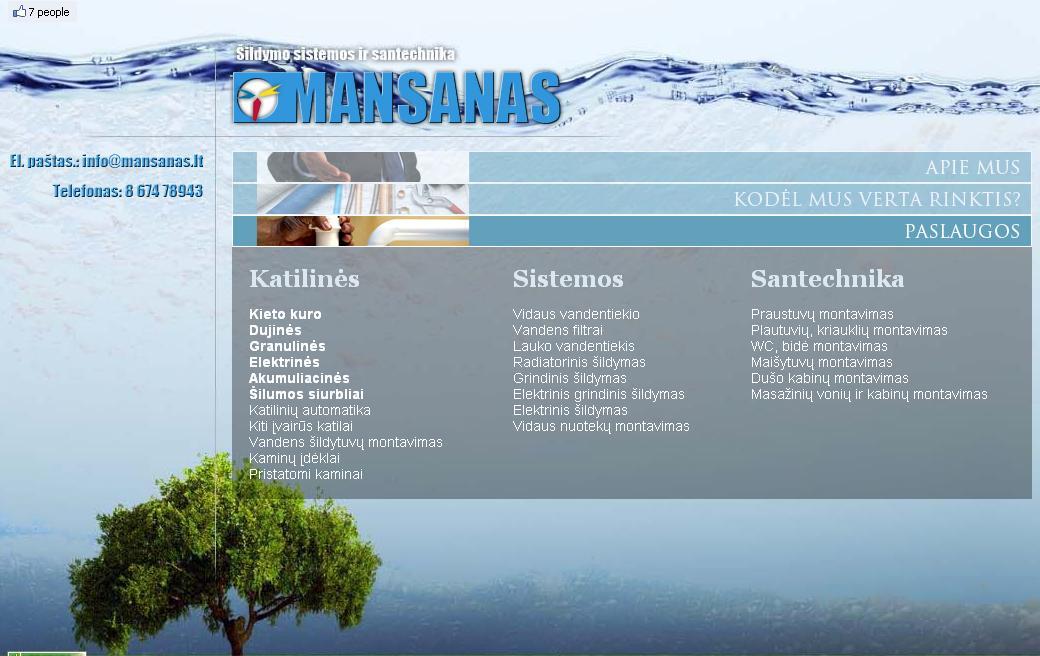 7 people
Šildymo sistemos ir santechnika
MANSANAS
El. paštas.: info@mansanas.lt
Telefonas: 8 674 78943
APIE MUS
KODĖL MUS VERTA RINKTIS?
PASLAUGOS
Katilinės
Kieto kuro
Dujinės
Granulinės
Elektrinės
Akumuliacinės
Šilumos siurbliai
Katilinių automatika
Kiti įvairūs katilai
Vandens šildytuvų montavimas
Kaminų įdėklai
Pristatomi kaminai
Sistemos
Vidaus vandentiekio
Vandens filtrai
Lauko vandentiekis
Radiatorinis šildymas
Grindinis šildymas
Elektrinis grindinis šildymas
Elektrinis šildymas
Vidaus nuotekų montavimas
Santechnika
Praustuvų montavimas
Plautuvių, kriauklių montavimas
WC, bidė montavimas
Maišytuvų montavimas
Dušo kabinų montavimas
Masažinių vonių ir kabinų montavimas